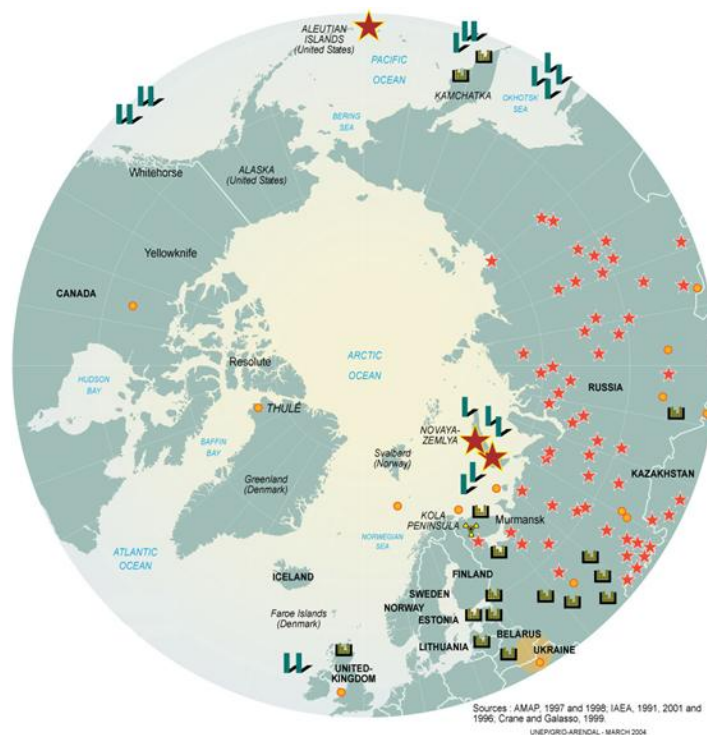 ALEUTIAN
ISLANDS
(United States)
PACIFIC
OCEAN
KAMCHATKA
OKHOTSK
SEA
BERING
SEA
Whitehorse
ALASKA
(United States)
Yellowknife
CANADA
ARCTIC
OCEAN
Resolute
RUSSIA
HUDSON
BAY
THULÉ
NOVAYA-
ZEMLYA
BAFFIN
BAY
Svalbard
(Norway)
KAZAKHSTAN
Greenland
(Denmark)
KOLA
PENINSULA
Murmansk
NORWEGIAN
SEA
ATLANTIC
OCEAN
ICELAND
FINLAND
SWEDEN
NORWAY
Faroe Islands
(Denmark)
ESTONIA
BELARUS
LITHUANIA
UKRAINE
UNITED-
KINGDOM
Sources : AMAP, 1997 and 1998; IAEA, 1991, 2001 and
1996; Crane and Galasso, 1999.
UNEP/GRID-ARENDAL - MARCH 2004